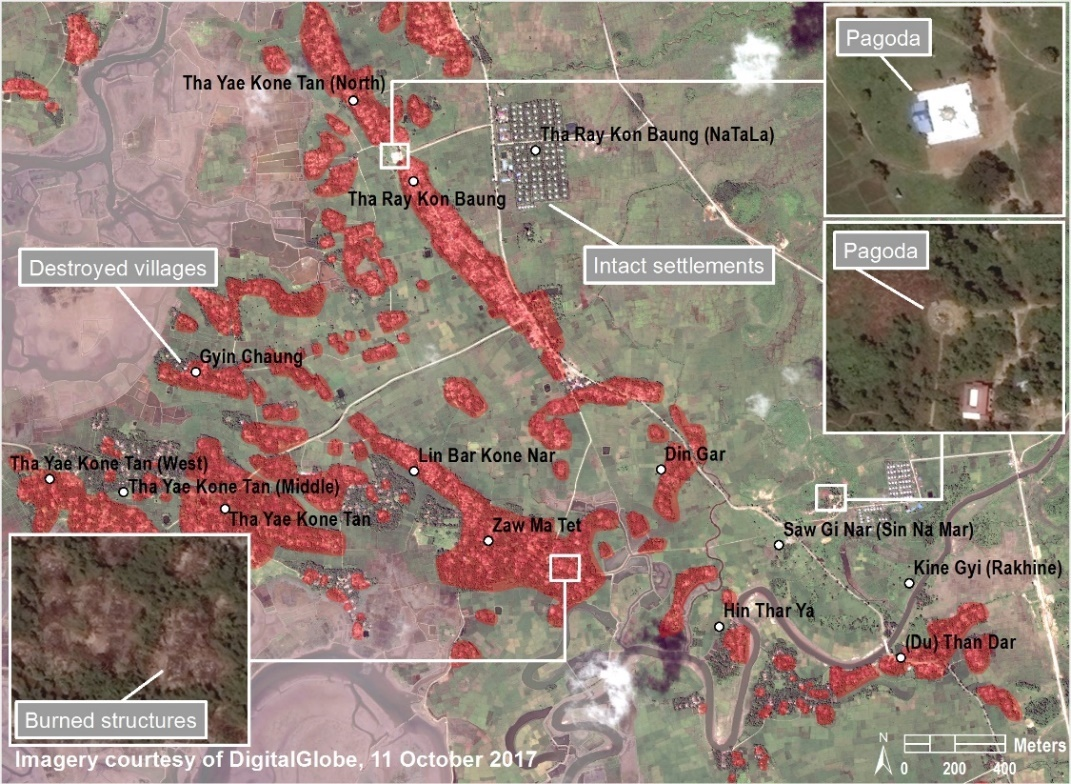 Pagoda
Tha Yae Kone Tan (North)
Tha Ray Kon Baung (NaTaLa)
Tha Ray Kon Baung
Pagoda
Destroyed villages
Intact settlements
Gyin Chaung
Lin Bar Kone Nar
Din Gar
Tha Yae Kone Tan (West)
Tha Yae Kone Tan (Middle)
Tha Yae Kone Tan
Zaw Ma Tet
Saw Gi Nar (Sin Na Mar)
Kine Gyi (Rakhine)
Hin Thar Ya
(Du) Than Dar
Burned structures
Imagery courtesy of DigitalGlobe, 11 October 2017
N
Meters
0 200 400